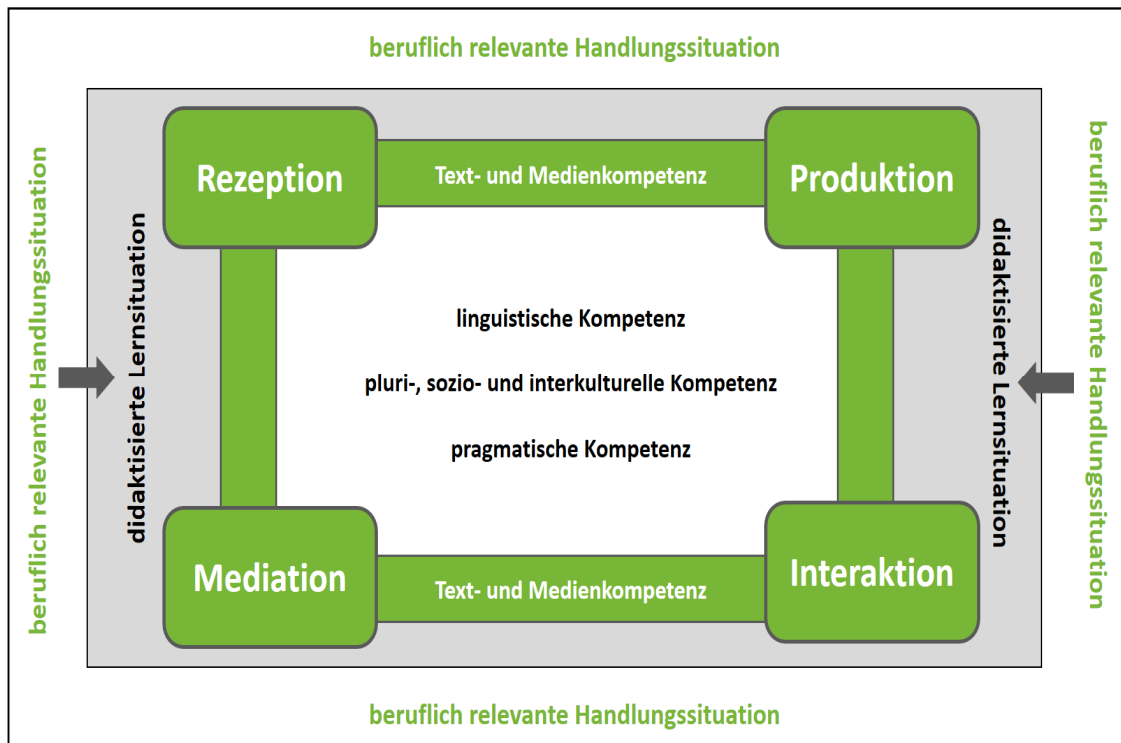 beruflich relevante Handlungssituation
beruflich relevante Handlungssituation
didaktisierte Lernsituation
Rezeption
Text- und Medienkompetenz
Produktion
linguistische Kompetenz
pluri-, sozio- und interkulturelle Kompetenz
pragmatische Kompetenz
Mediation
Text- und Medienkompetenz
Interaktion
didaktisierte Lernsituation
beruflich relevante Handlungssituation
beruflich relevante Handlungssituation